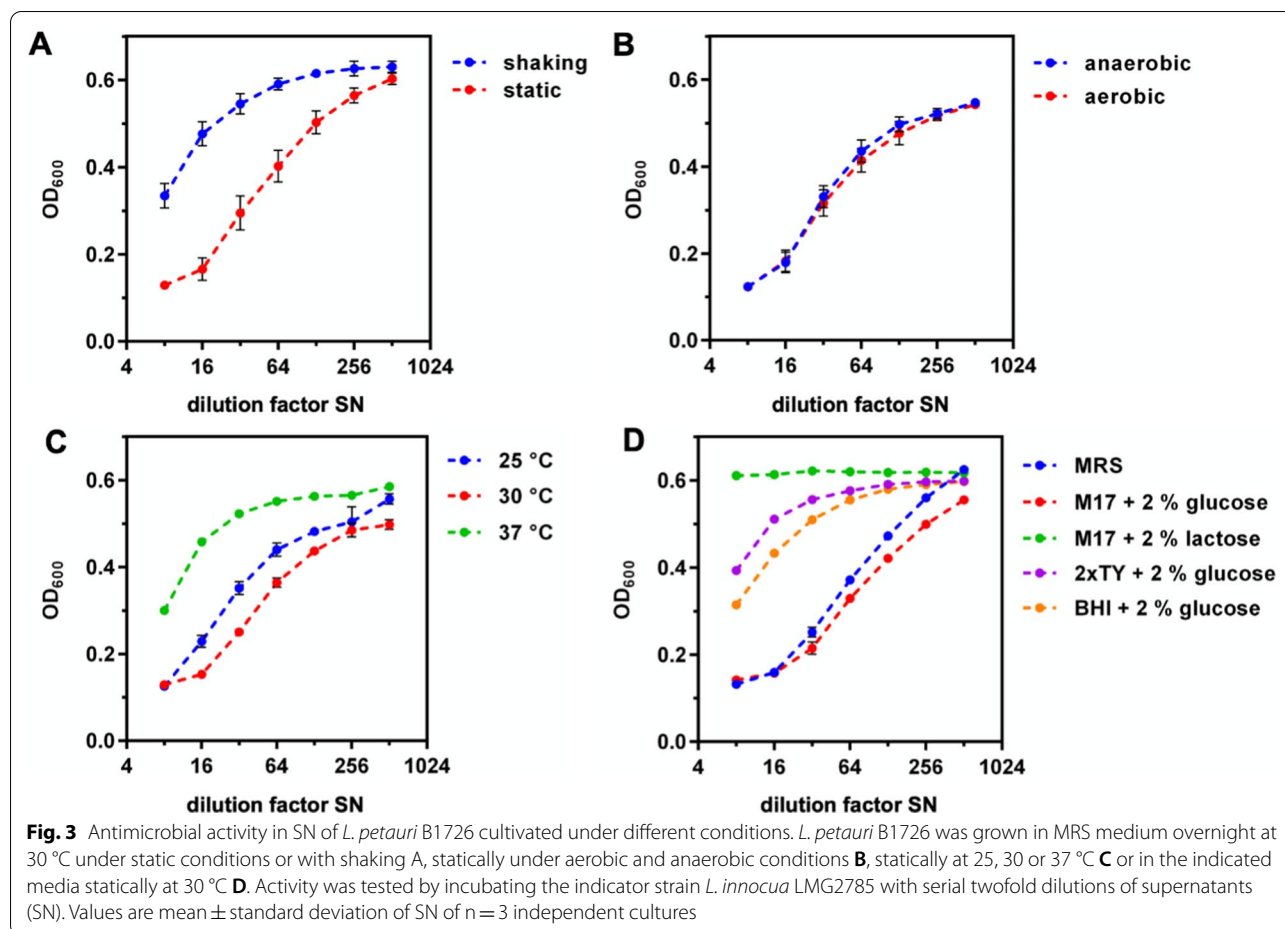 A
shaking
static
0.6
0.4
0.2
0.0
OD600
4
16
64
256
1024
dilution factor SN
B
anaerobic
aerobic
0.6
0.4
0.2
0.0
OD600
4
16
64
256
1024
dilution factor SN
C
25 °C
30 °C
37 °C
0.6
0.4
0.2
0.0
OD600
4
16
64
256
1024
dilution factor SN
D
MRS
M17 + 2 % glucose
M17 + 2 % lactose
2xTY + 2 % glucose
BHI + 2 % glucose
0.6
0.4
0.2
0.0
OD600
4
16
64
256
1024
dilution factor SN
Fig. 3 Antimicrobial activity in SN of L. petauri B1726 cultivated under different conditions. L. petauri B1726 was grown in MRS medium overnight at
30 °C under static conditions or with shaking A, statically under aerobic and anaerobic conditions B, statically at 25, 30 or 37 °C C or in the indicated
media statically at 30 °C D. Activity was tested by incubating the indicator strain L. innocua LMG2785 with serial twofold dilutions of supernatants
(SN). Values are mean ± standard deviation of SN of n = 3 independent cultures